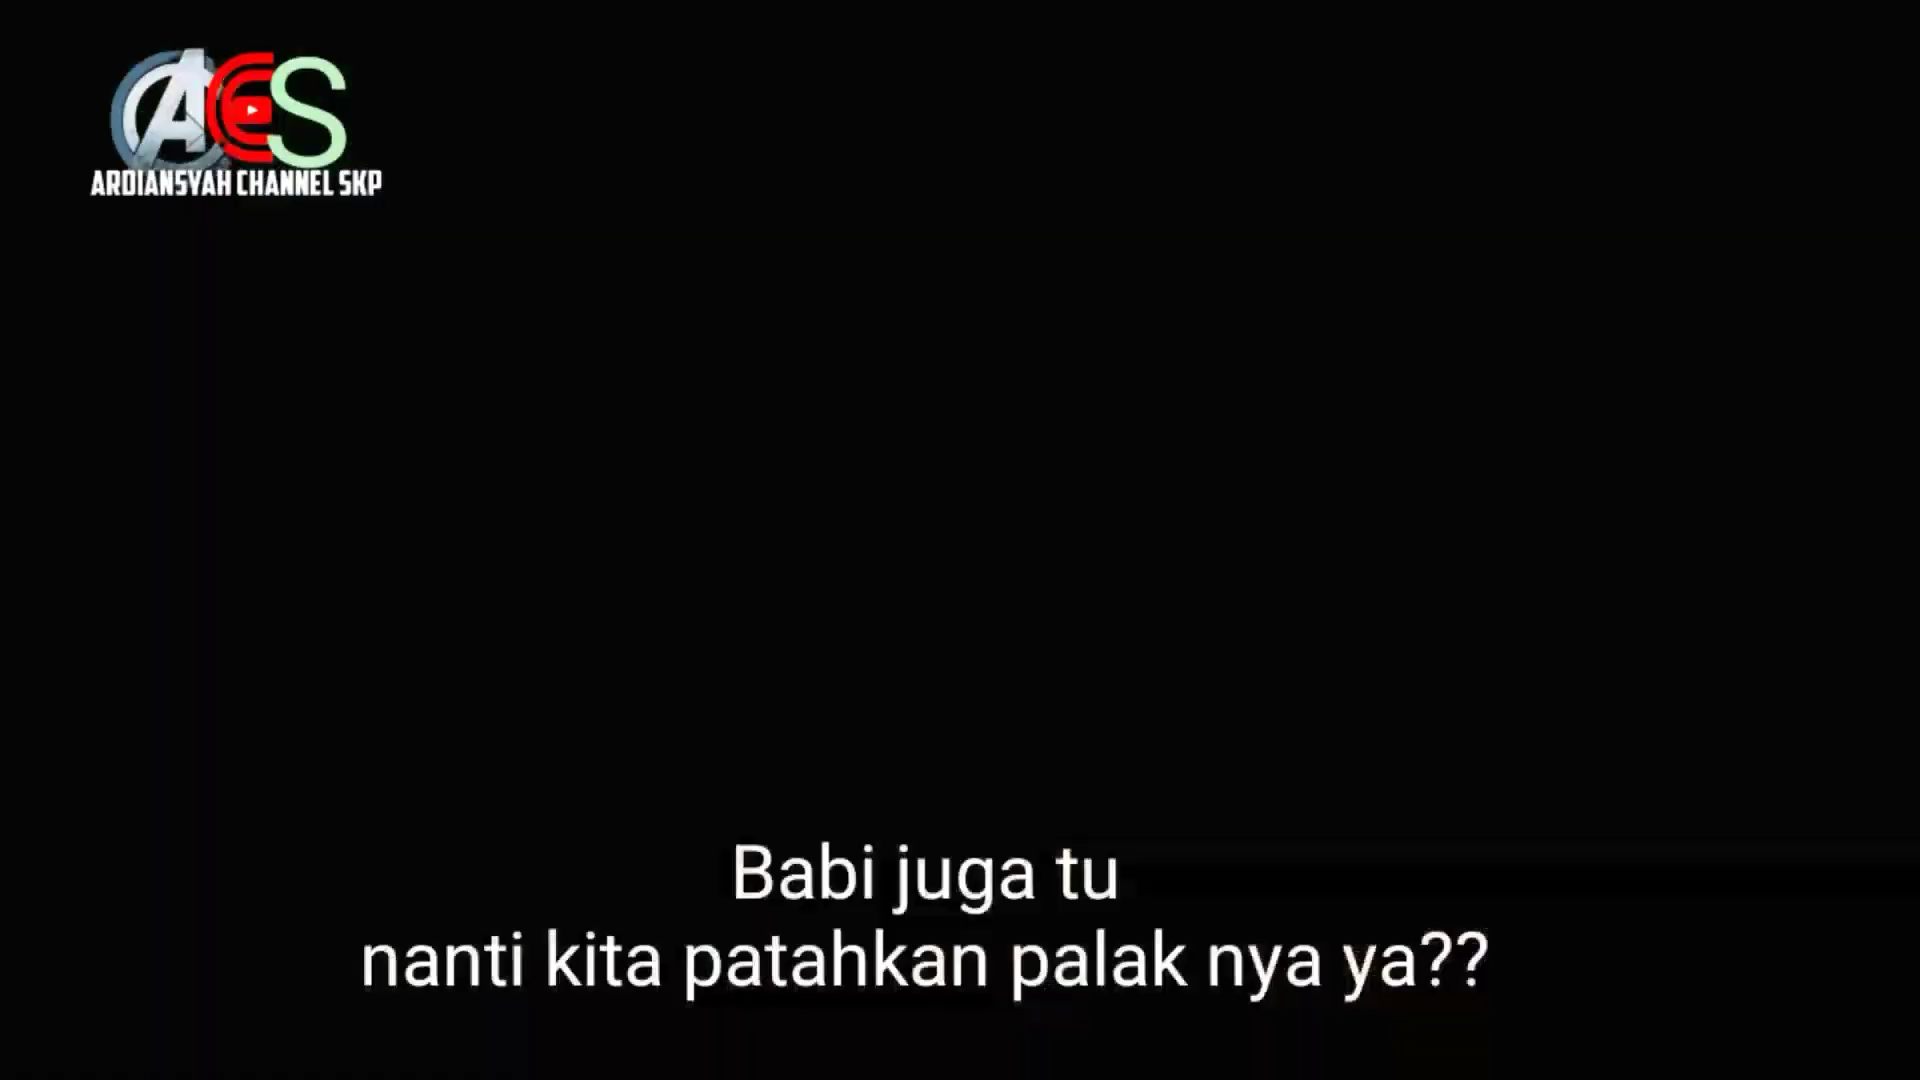 ACS
ARDIANSYAH CHANNEL SKP
Babi juga tu
nanti kita patahkan palak nya ya??